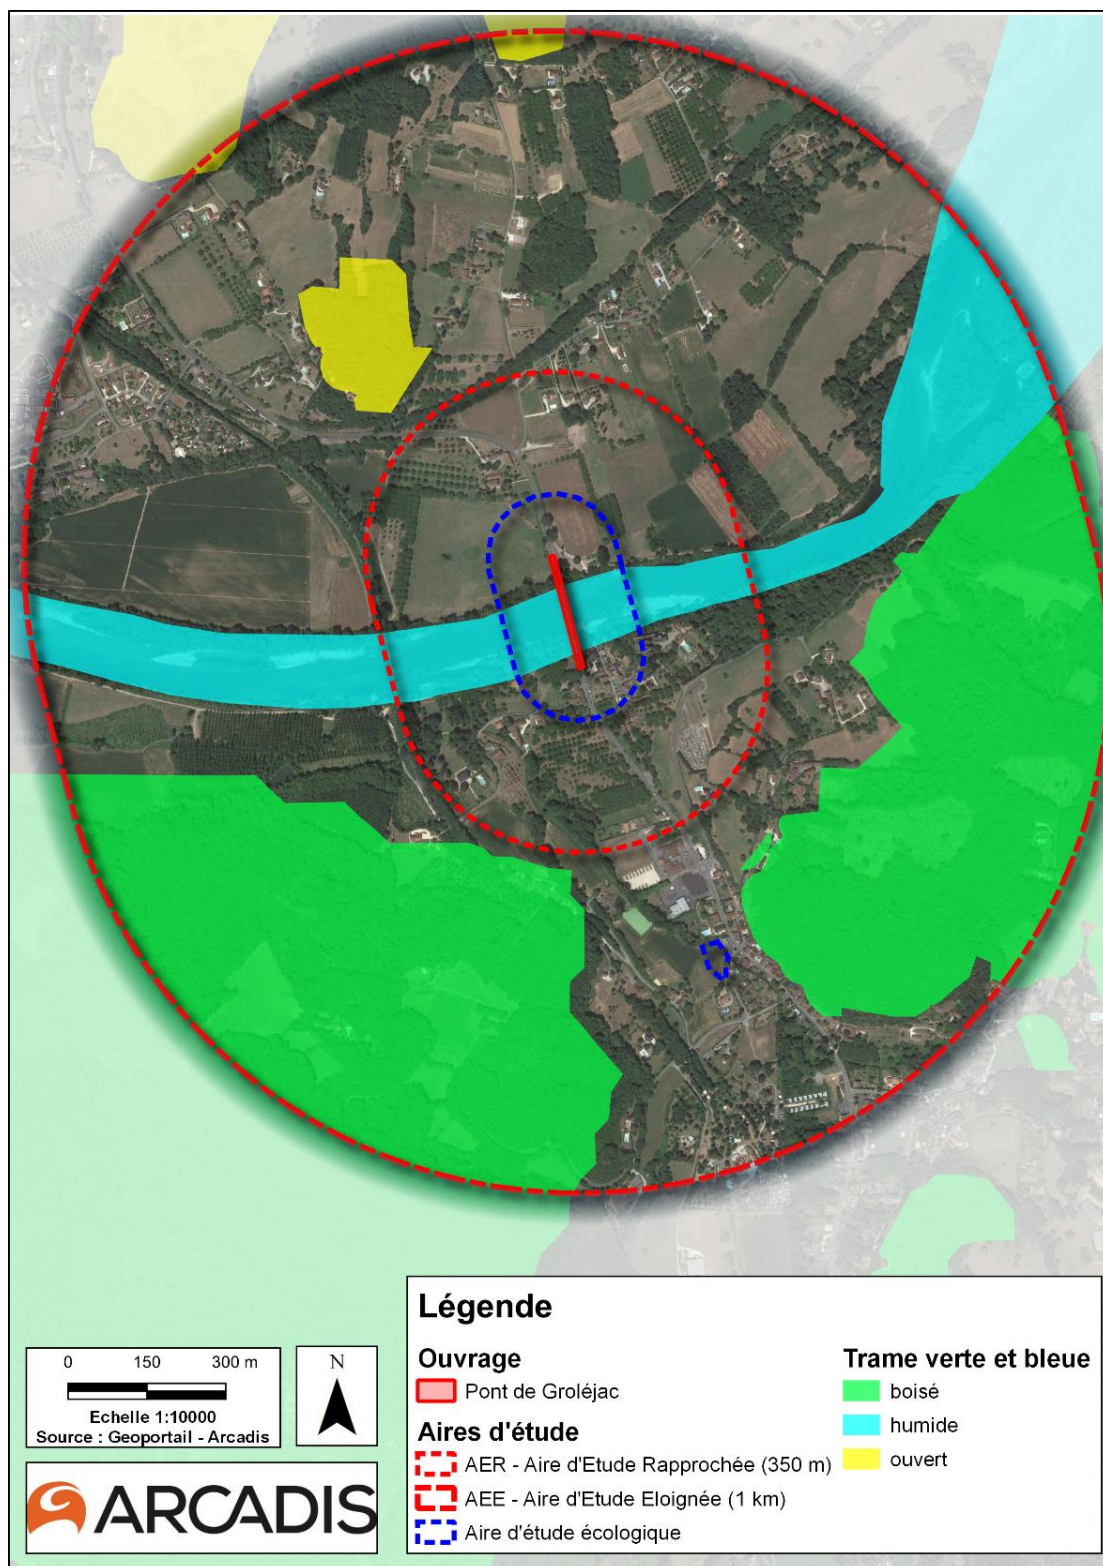 Légende
Ouvrage
Pont de Groléjac
Aires d'étude
AER - Aire d'Etude Rapprochée (350 m)
AEE - Aire d'Etude Eloignée (1 km)
Aire d'étude écologique
Trame verte et bleue
boisé
humide
ouvert
0 150 300 m
Echelle 1:10000
Source : Geoportail - Arcadis
N
ARCADIS